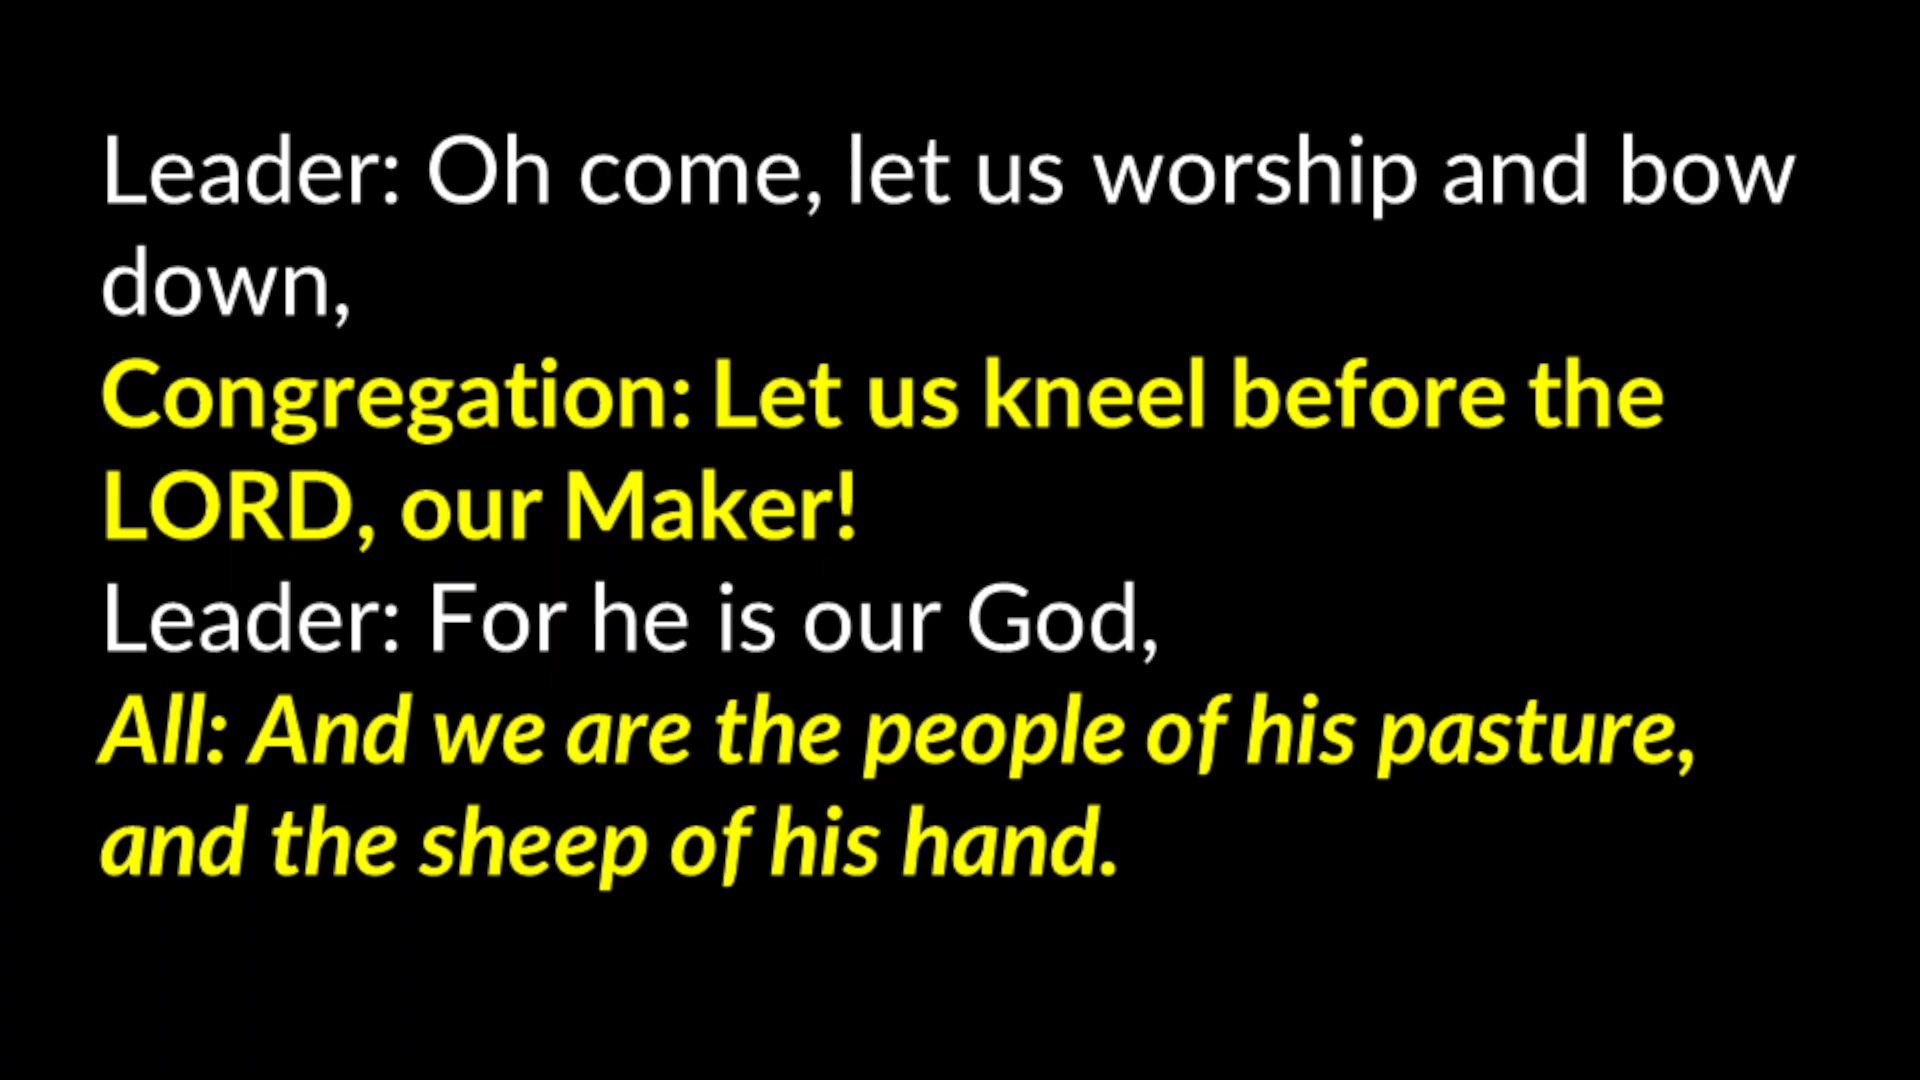 Leader: Oh come, let us worship and bow
down,
Congregation: Let us kneel before the
LORD, our Maker!
Leader: For he is our God,
All: And we are the people of his pasture,
and the sheep of his hand.